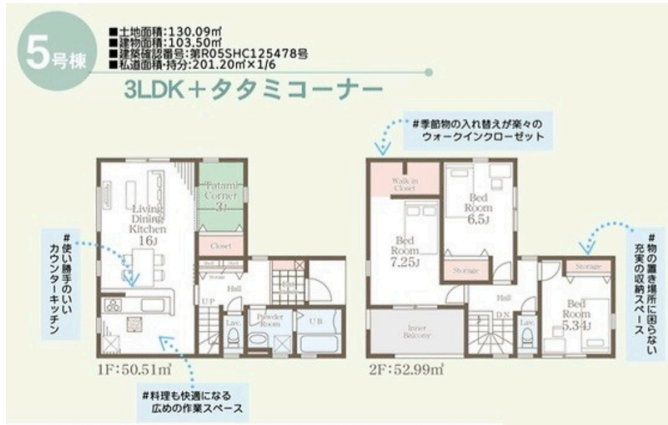 5号棟
■土地面積:130.09㎡
■建物面積:103.50㎡
■建築確認番号:第R05SHC125478号
■私道面積・持分:201.20㎡×1/6
3LDK＋タタミコーナー
#季節物の入れ替えが楽々の
ウォークインクローゼット
Living
Dining
Kitchen
16J
Tatami
Corner
3J
Closet
Hall
UP
Lav.
Powder
Room
UB
#使い勝手のいい
カウンターキッチン
1F:50.51㎡
#料理も快適になる
広めの作業スペース
Walk in
Closet
Bed
Room
7.25J
Bed
Room
6.5J
Storage
Hall
D.N.
Lav.
Inner
Balcony
Storage
Bed
Room
5.34J
#物の置き場所に困らない
充実の収納スペース
2F:52.99㎡